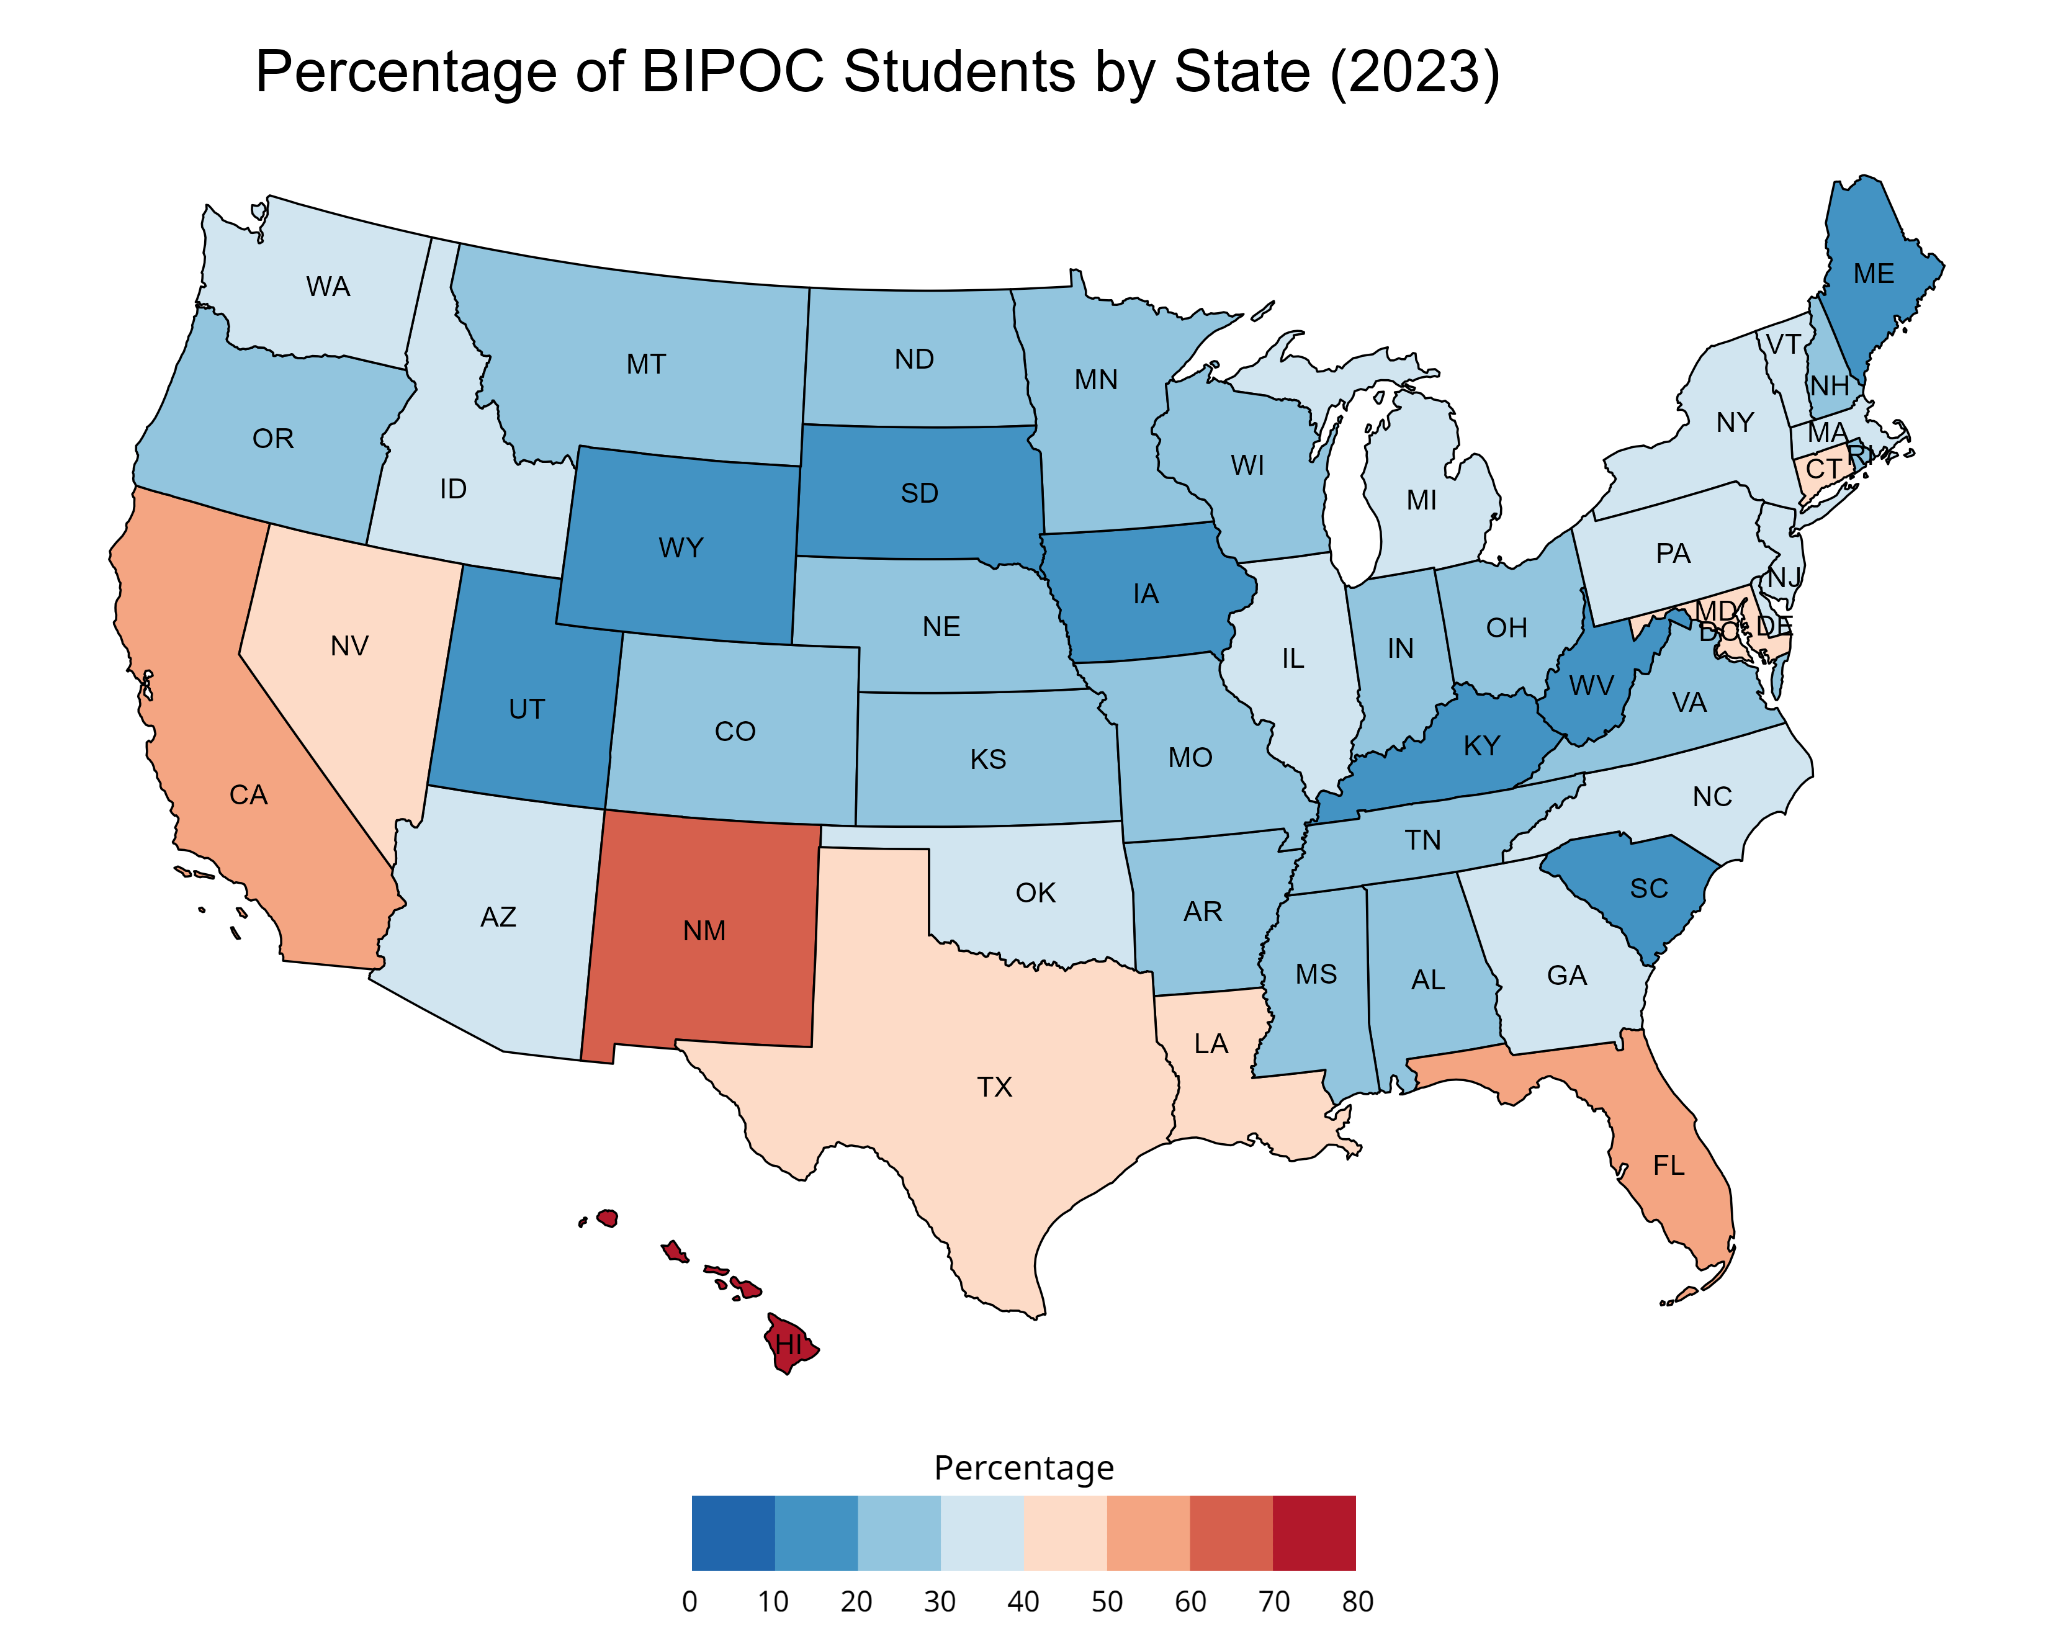 Percentage of BIPOC Students by State (2023)
ME
WA
VT
ND
MT
MN
NH
NY
MA
OR
RI
WI
CT
ID
SD
MI
WY
PA
NJ
IA
MD
DE
NE
OH
DC
NV
IN
IL
WV
UT
VA
CO
KY
KS
MO
CA
NC
TN
SC
OK
AR
AZ
NM
MS
GA
AL
LA
TX
FL
HI
Percentage
0 10 20 30 40 50 60 70 80